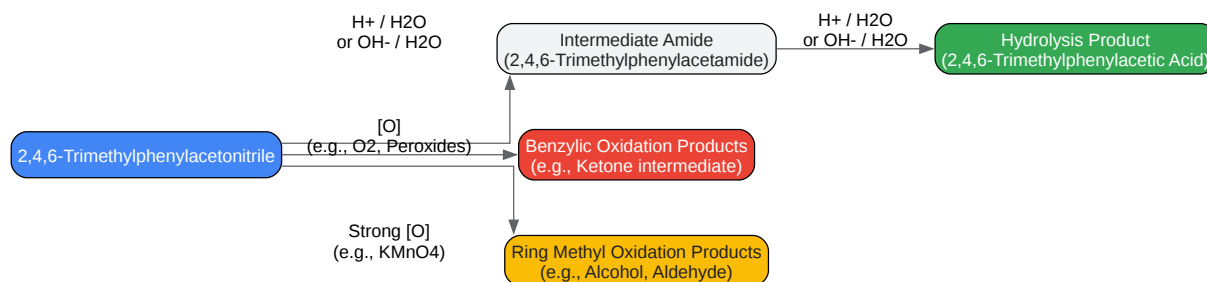 H+ / H2O
or OH- / H2O
Intermediate Amide
(2,4,6-Trimethylphenylacetamide)
H+ / H2O
or OH- / H2O
Hydrolysis Product
(2,4,6-Trimethylphenylacetic Acid)
2,4,6-Trimethylphenylacetonitrile
[O]
(e.g., O2, Peroxides)
Benzylic Oxidation Products
(e.g., Ketone intermediate)
Strong [O]
(e.g., KMnO4)
Ring Methyl Oxidation Products
(e.g., Alcohol, Aldehyde)